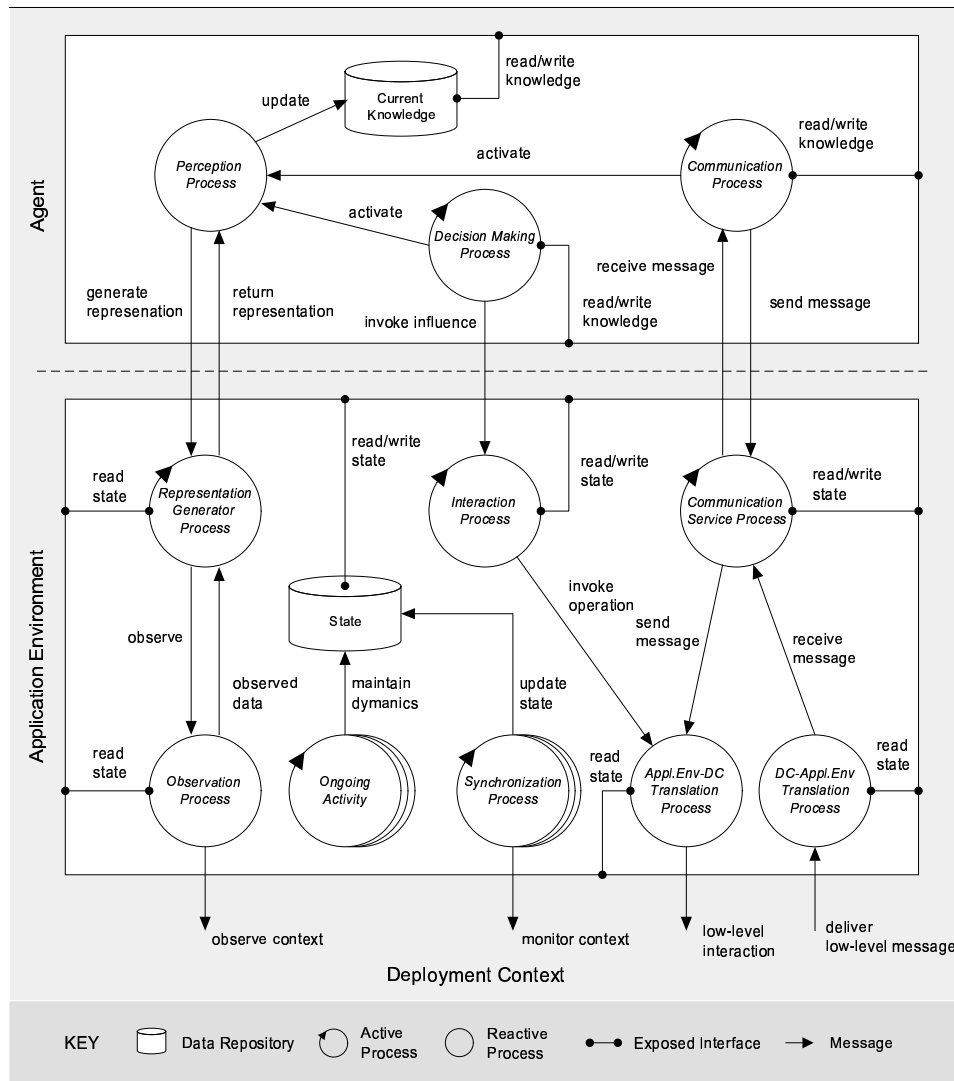 read/write
knowledge
Current
Knowledge
update
read/write
knowledge
Perception
Process
activate
Communication
Process
Agent
activate
Decision Making
Process
receive message
generate
represenation
return
representation
read/write
knowledge
send message
invoke influence
read/write
state
read
state
Representation
Generator
Process
Interaction
Process
read/write
state
Communication
Service Process
read/write
state
Application Environment
invoke
operation
send
message
State
observe
receive
message
observed
data
maintain
dymanics
update
state
read
state
Observation
Process
Ongoing
Activity
Synchronization
Process
read
state
Appl.Env-DC
Translation
Process
DC-Appl.Env
Translation
Process
read
state
observe context
monitor context
low-level
interaction
deliver
low-level message
Deployment Context
KEY
Data Repository
Active
Process
Reactive
Process
Exposed Interface
Message